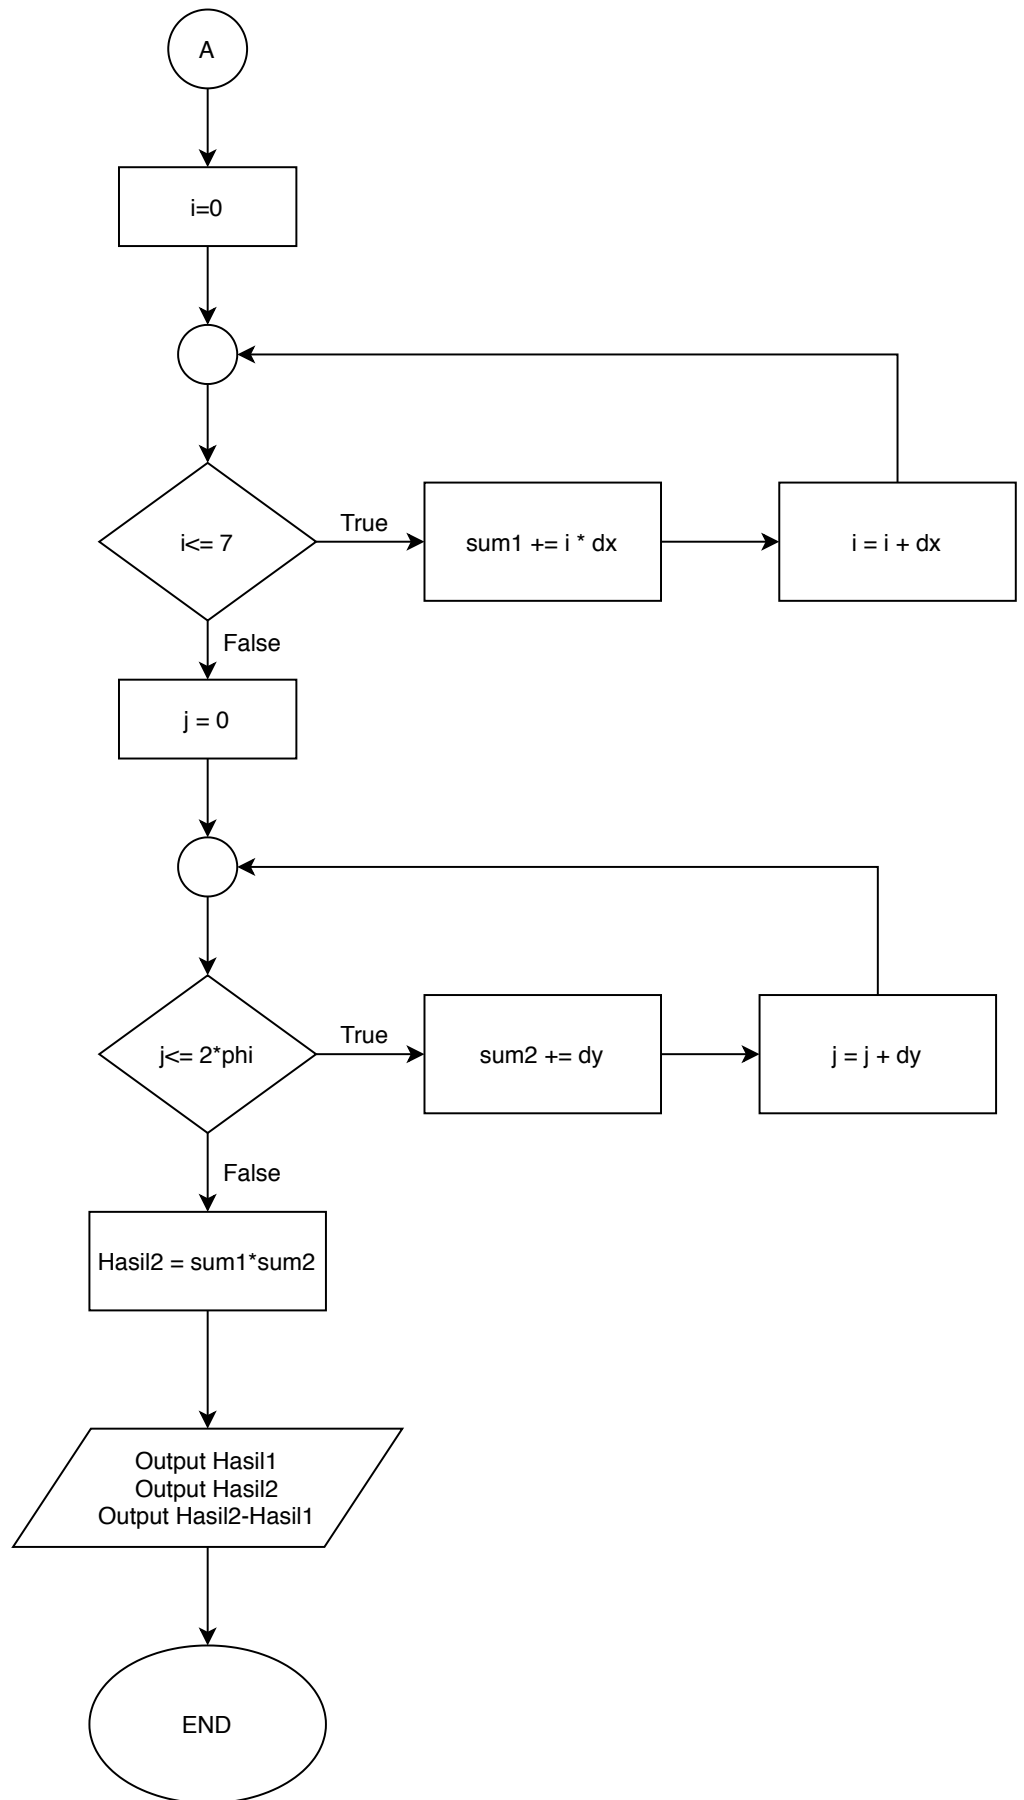 A
i=0
i<= 7
True
sum1 += i * dx
i = i + dx
False
j = 0
j<= 2*phi
True
sum2 += dy
j = j + dy
False
Hasil2 = sum1*sum2
Output Hasil1
Output Hasil2
Output Hasil2-Hasil1
END